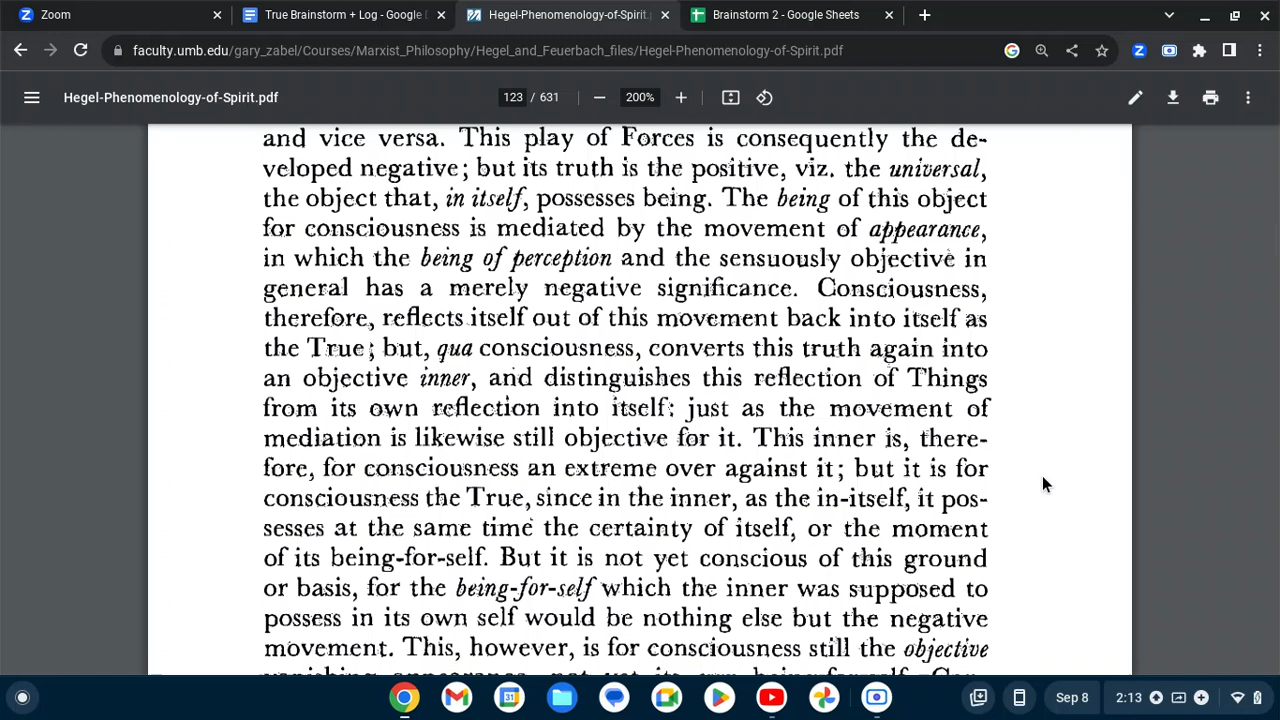 Zoom
True Brainstorm + Log - Google D
Hegel-Phenomenology-of-Spirit.p
Brainstorm 2 - Google Sheets
faculty.umb.edu/gary_zabel/Courses/Marxist_Philosophy/Hegel_and_Feuerbach_files/Hegel-Phenomenology-of-Spirit.pdf
Hegel-Phenomenology-of-Spirit.pdf
123 / 631
200%
and vice versa. This play of Forces is consequently the de-
veloped negative; but its truth is the positive, viz. the universal,
the object that, in itself, possesses being. The being of this object
for consciousness is mediated by the movement of appearance,
in which the being of perception and the sensuously objective in
general has a merely negative significance. Consciousness,
therefore, reflects itself out of this movement back into itself as
the True; but, qua consciousness, converts this truth again into
an objective inner, and distinguishes this reflection of Things
from its own reflection into itself: just as the movement of
mediation is likewise still objective for it. This inner is, there-
fore, for consciousness an extreme over against it; but it is for
consciousness the True, since in the inner, as the in-itself, it pos-
sesses at the same time the certainty of itself, or the moment
of its being-for-self. But it is not yet conscious of this ground
or basis, for the being-for-self which the inner was supposed to
possess in its own self would be nothing else but the negative
movement. This, however, is for consciousness still the objective
Sep 8
2:13